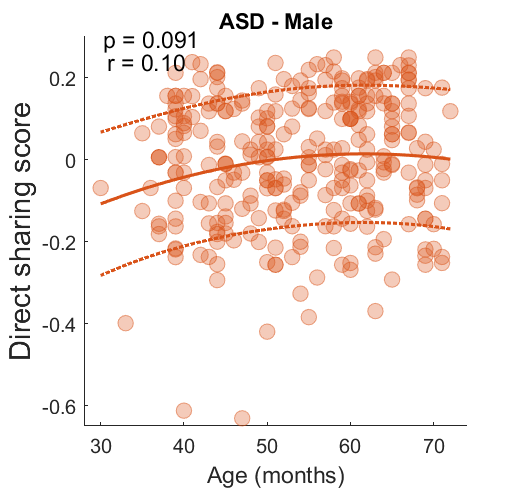 ASD - Male
p = 0.091
r = 0.10
Direct sharing score
0.2
0
-0.2
-0.4
-0.6
30 40 50 60 70
Age (months)